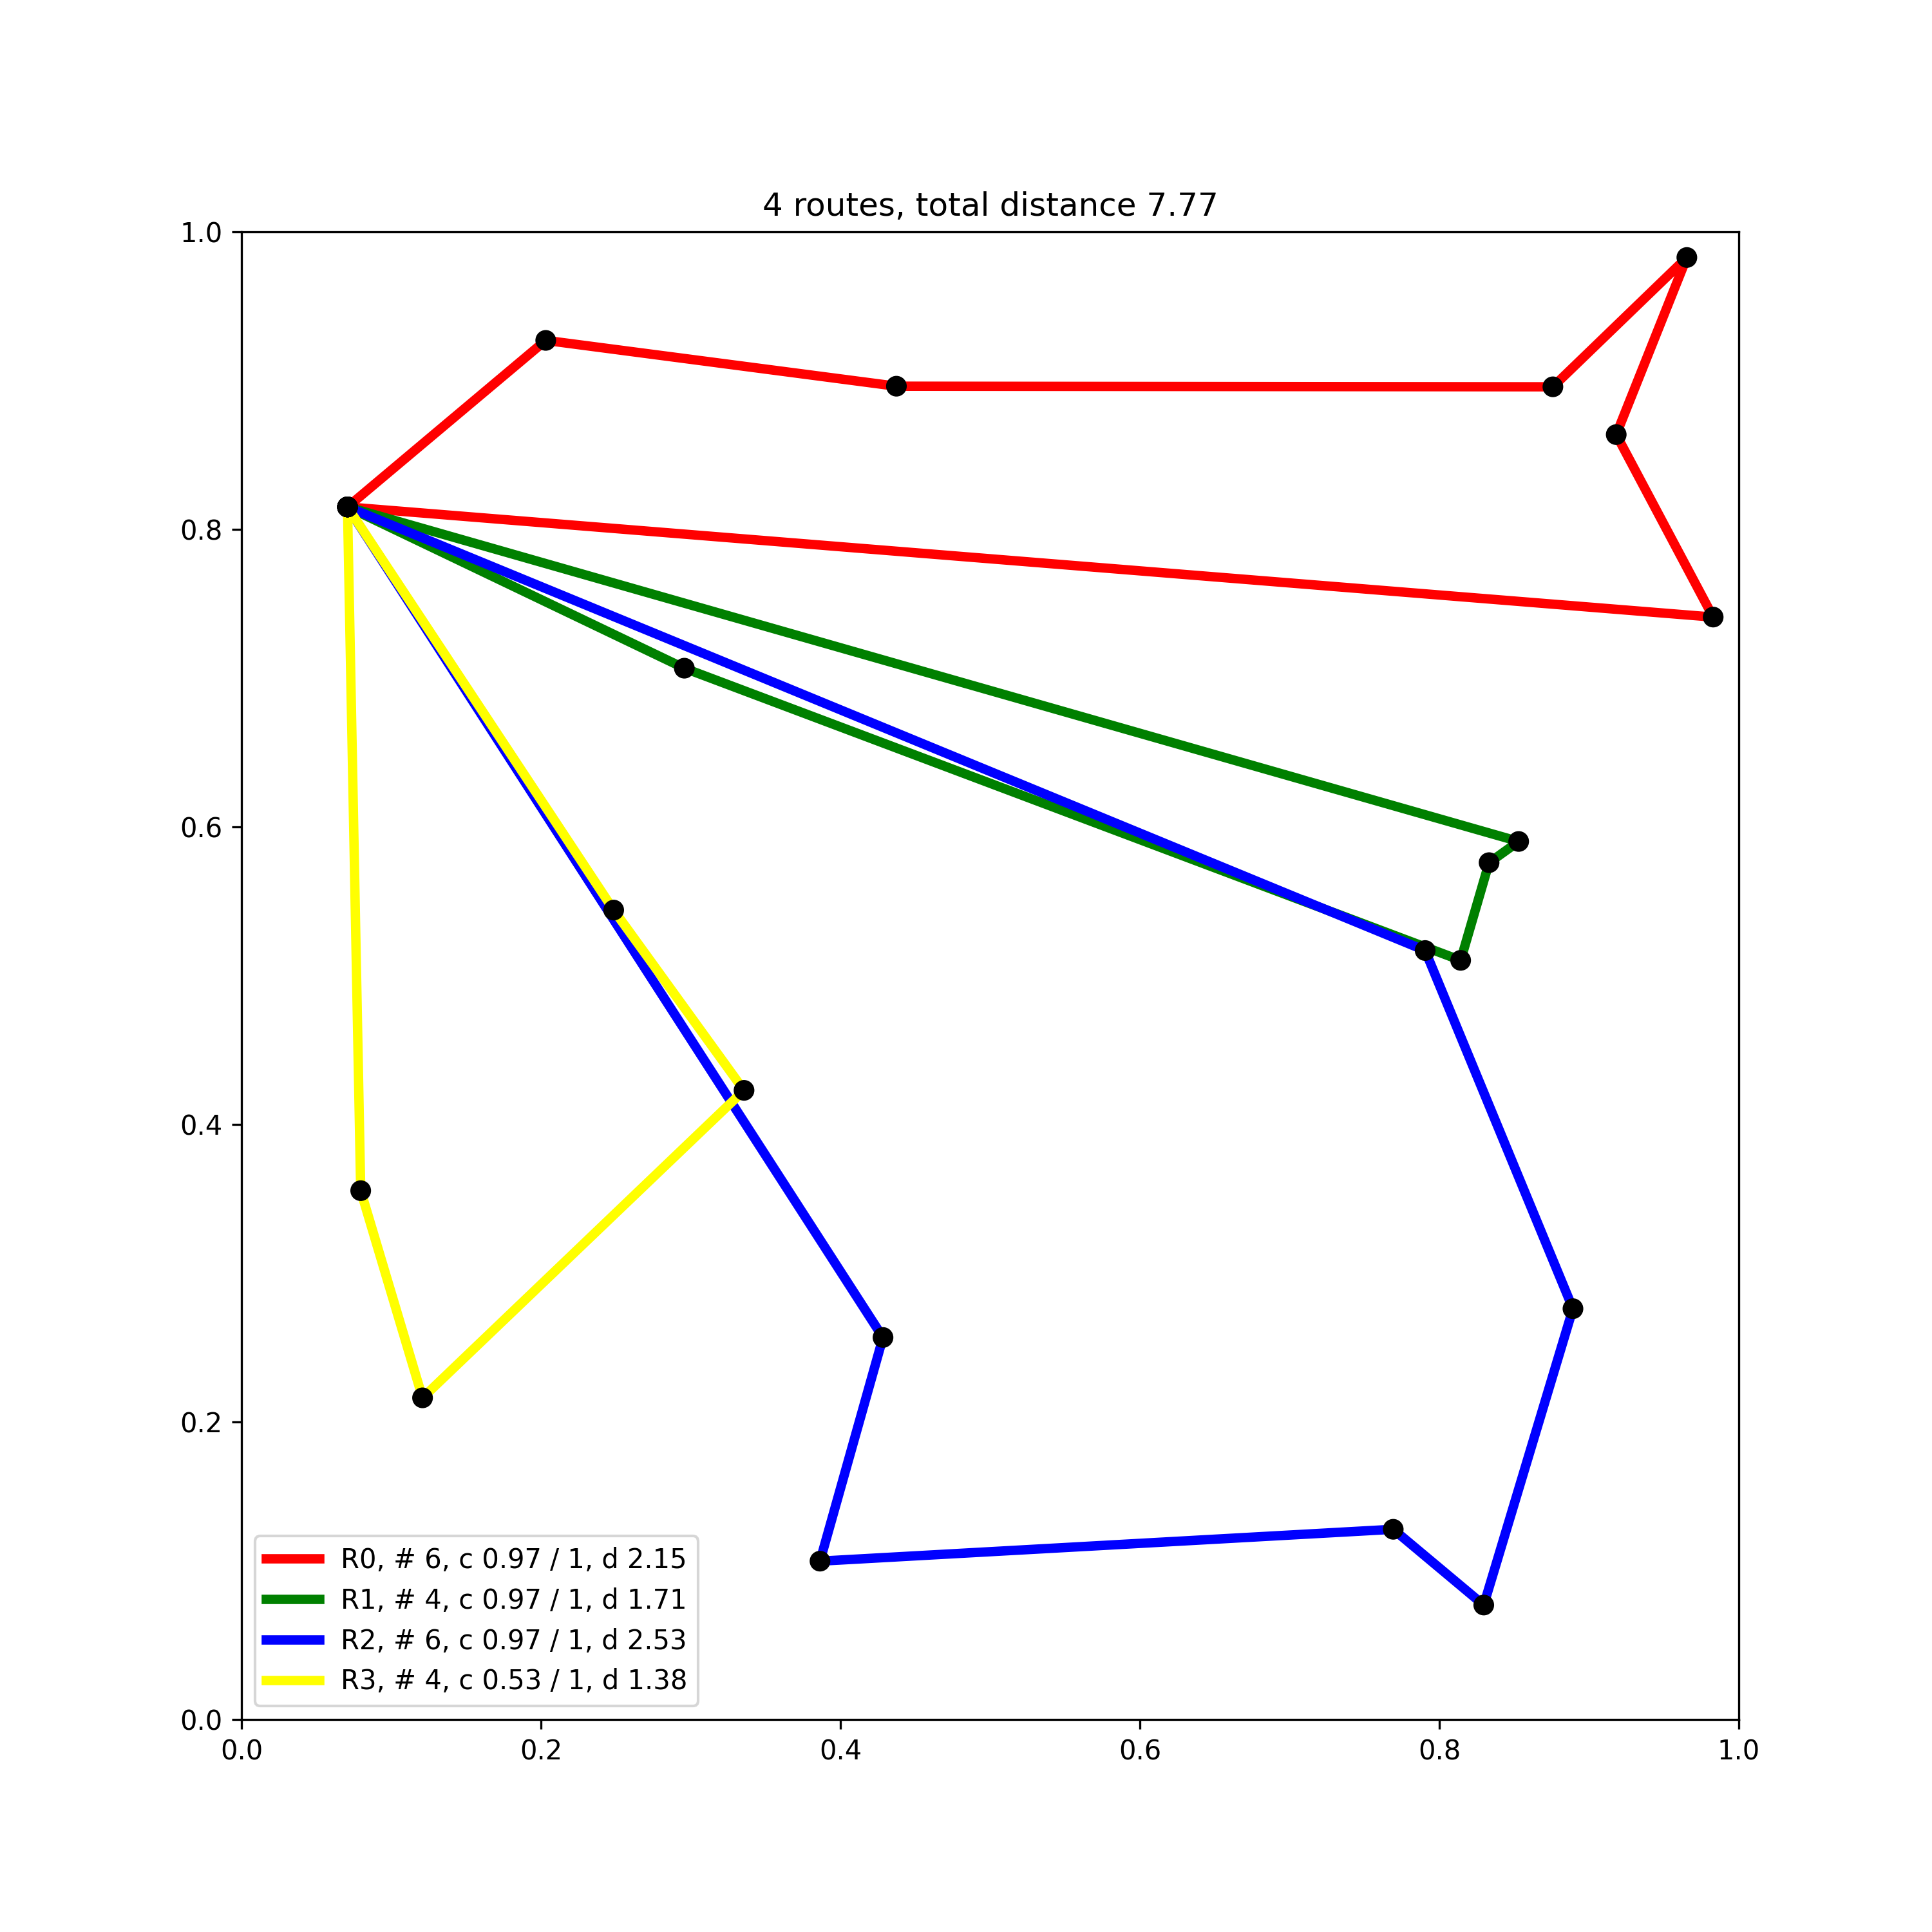 4 routes, total distance 7.77
1.0
0.8
0.6
0.4
0.2
0.0
R0, # 6, c 0.97 / 1, d 2.15
R1, # 4, c 0.97 / 1, d 1.71
R2, # 6, c 0.97 / 1, d 2.53
R3, # 4, c 0.53 / 1, d 1.38
0.0 0.2 0.4 0.6 0.8 1.0